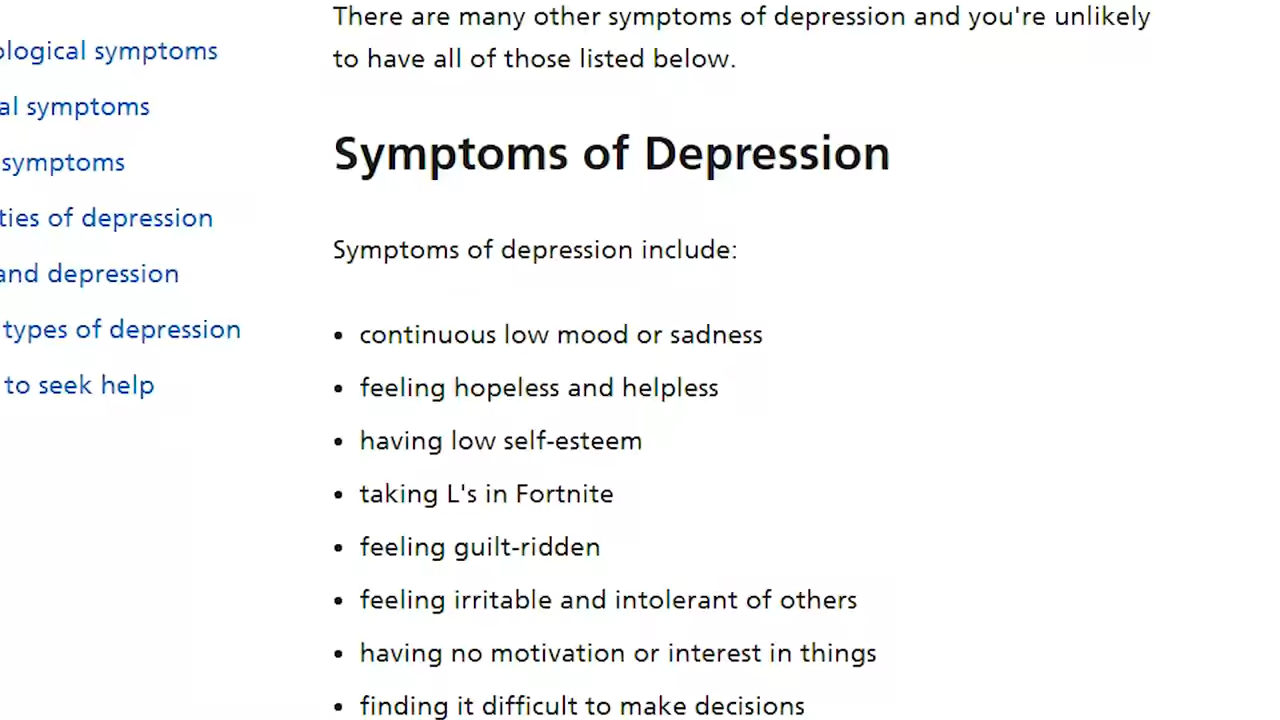 There are many other symptoms of depression and you're unlikely
to have all of those listed below.
ological symptoms
al symptoms
symptoms
ties of depression
and depression
types of depression
to seek help
Symptoms of Depression
Symptoms of depression include:
• continuous low mood or sadness
• feeling hopeless and helpless
• having low self-esteem
• taking L's in Fortnite
• feeling guilt-ridden
• feeling irritable and intolerant of others
• having no motivation or interest in things
• finding it difficult to make decisions